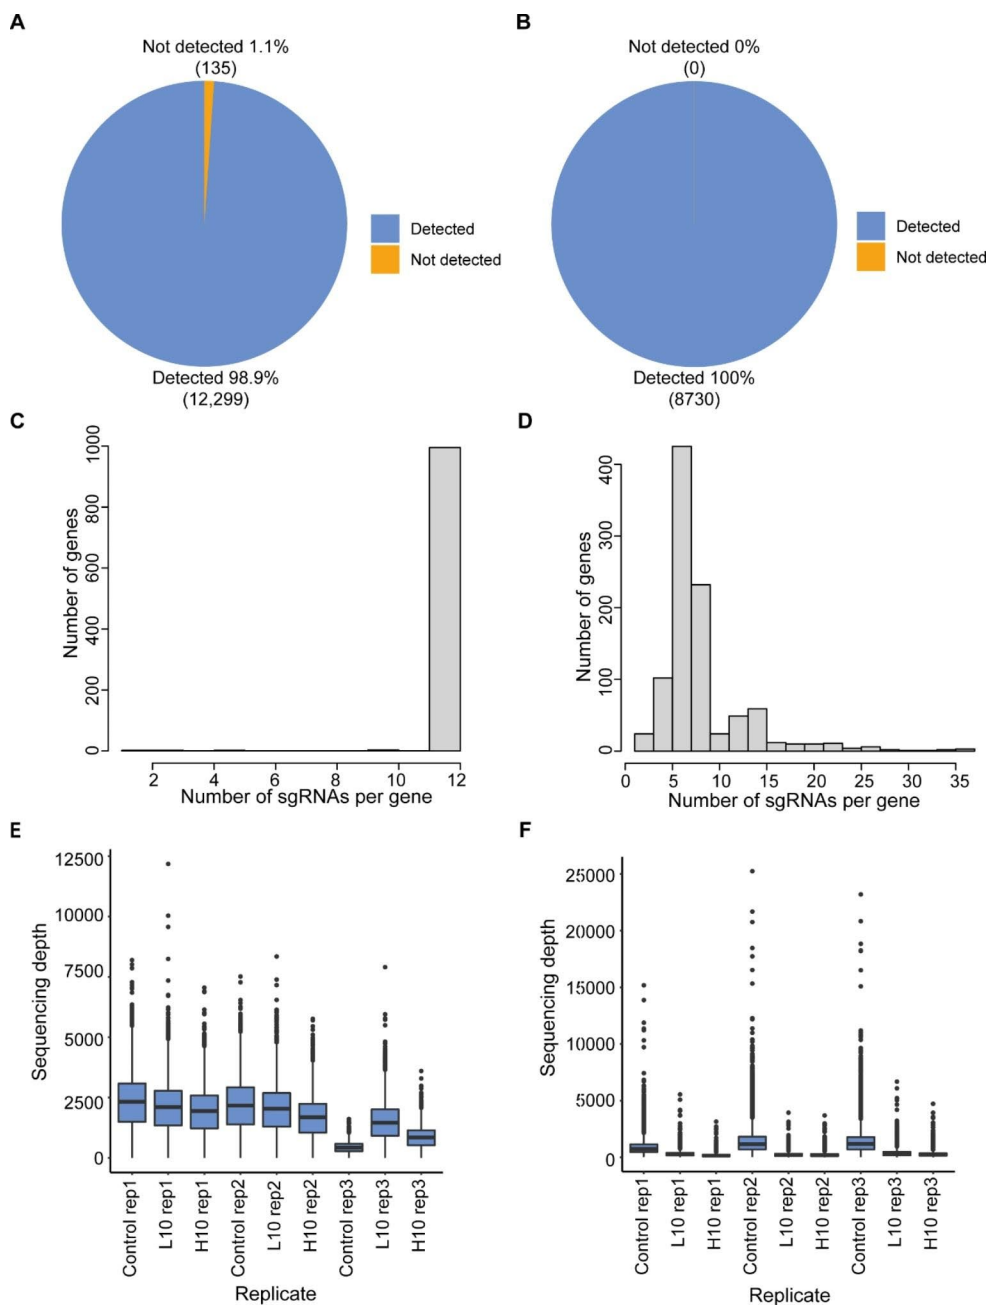 A
Not detected 1.1%
(135)
Detected
Not detected
Detected 98.9%
(12,299)
B
Not detected 0%
(0)
Detected
Not detected
Detected 100%
(8730)
C
Number of genes
0
200
400
600
800
1000
2
4
6
8
10
12
Number of sgRNAs per gene
D
Number of genes
0
100
200
300
400
0
5
10
15
20
25
30
35
Number of sgRNAs per gene
E
Sequencing depth
12500
10000
7500
5000
2500
0
Control rep1
L10 rep1
H10 rep1
Control rep2
L10 rep2
H10 rep2
Control rep3
L10 rep3
H10 rep3
Replicate
F
Sequencing depth
25000
20000
15000
10000
5000
0
Control rep1
L10 rep1
H10 rep1
Control rep2
L10 rep2
H10 rep2
Control rep3
L10 rep3
H10 rep3
Replicate